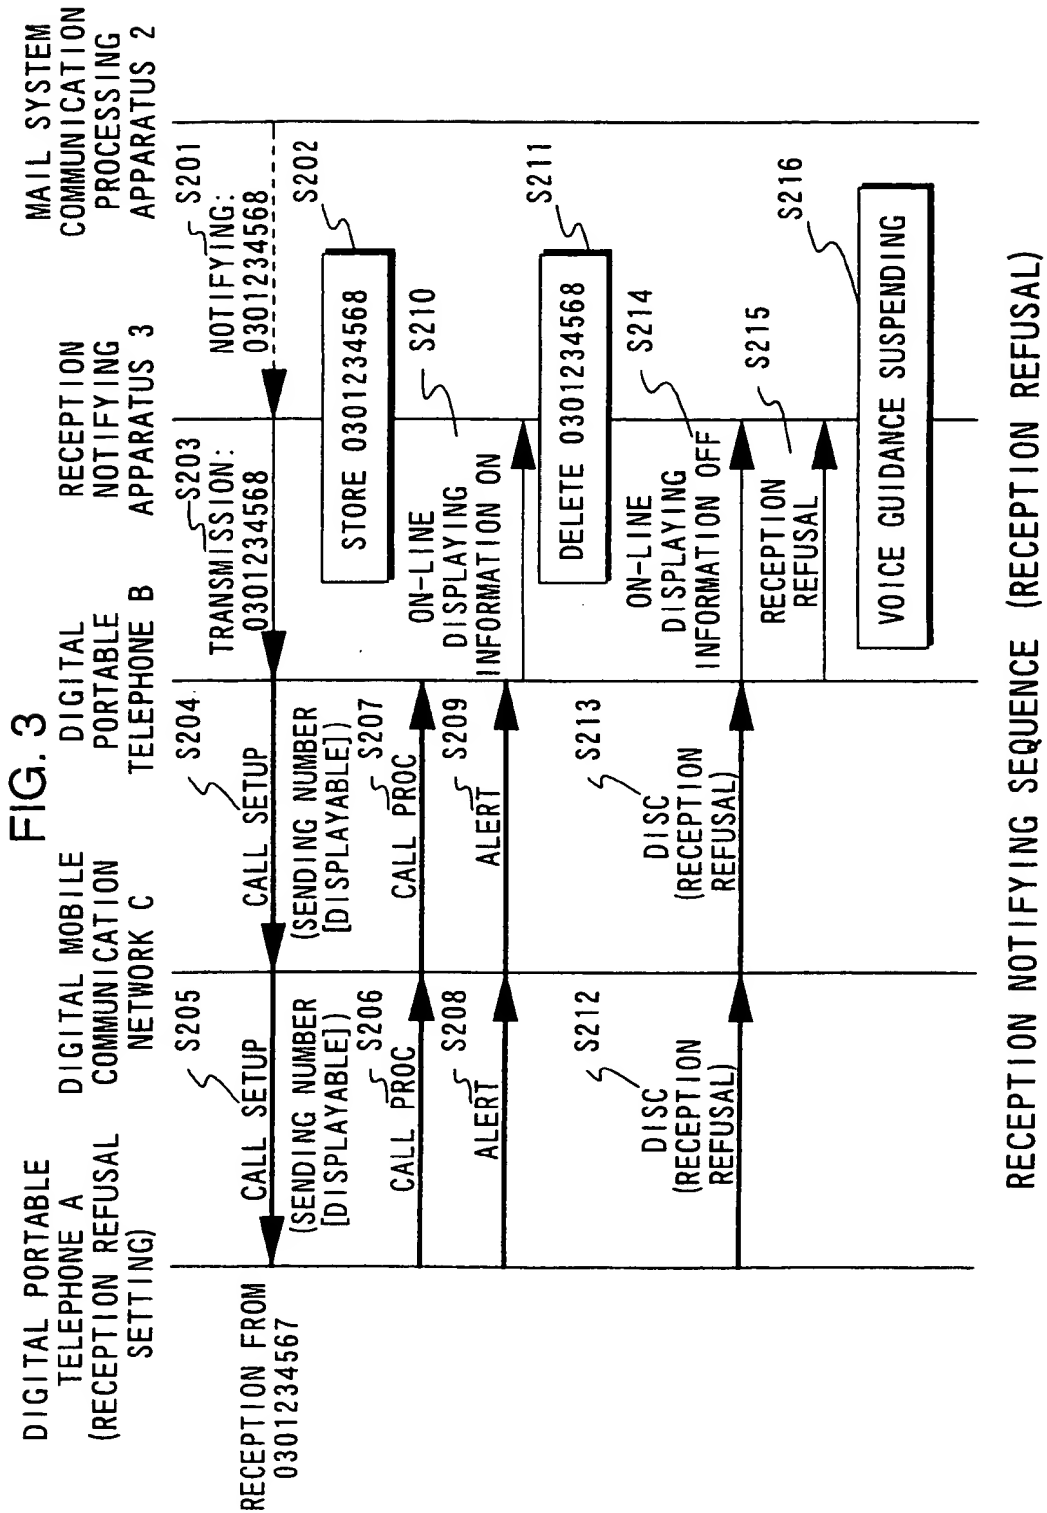 FIG. 3
DIGITAL PORTABLE
TELEPHONE A
(RECEPTION REFUSAL
SETTING)
DIGITAL MOBILE
COMMUNICATION
NETWORK C
DIGITAL
PORTABLE
TELEPHONE B
RECEPTION
NOTIFYING
APPARATUS 3
MAIL SYSTEM
COMMUNICATION
PROCESSING
APPARATUS 2
S201
NOTIFYING:
0301234568
S203
TRANSMISSION:
0301234568
S204
CALL SETUP
(SENDING NUMBER
[DISPLAYABLE])
S205
CALL SETUP
(SENDING NUMBER
[DISPLAYABLE])
RECEPTION FROM
0301234567
S202
STORE 0301234568
S206
CALL PROC
S207
CALL PROC
S208
ALERT
S209
ALERT
S210
ON-LINE
DISPLAYING
INFORMATION ON
S211
DELETE 0301234568
S212
DISC
(RECEPTION
REFUSAL)
S213
DISC
(RECEPTION
REFUSAL)
S214
ON-LINE
DISPLAYING
INFORMATION OFF
S215
RECEPTION
REFUSAL
S216
VOICE GUIDANCE SUSPENDING
RECEPTION NOTIFYING SEQUENCE (RECEPTION REFUSAL)